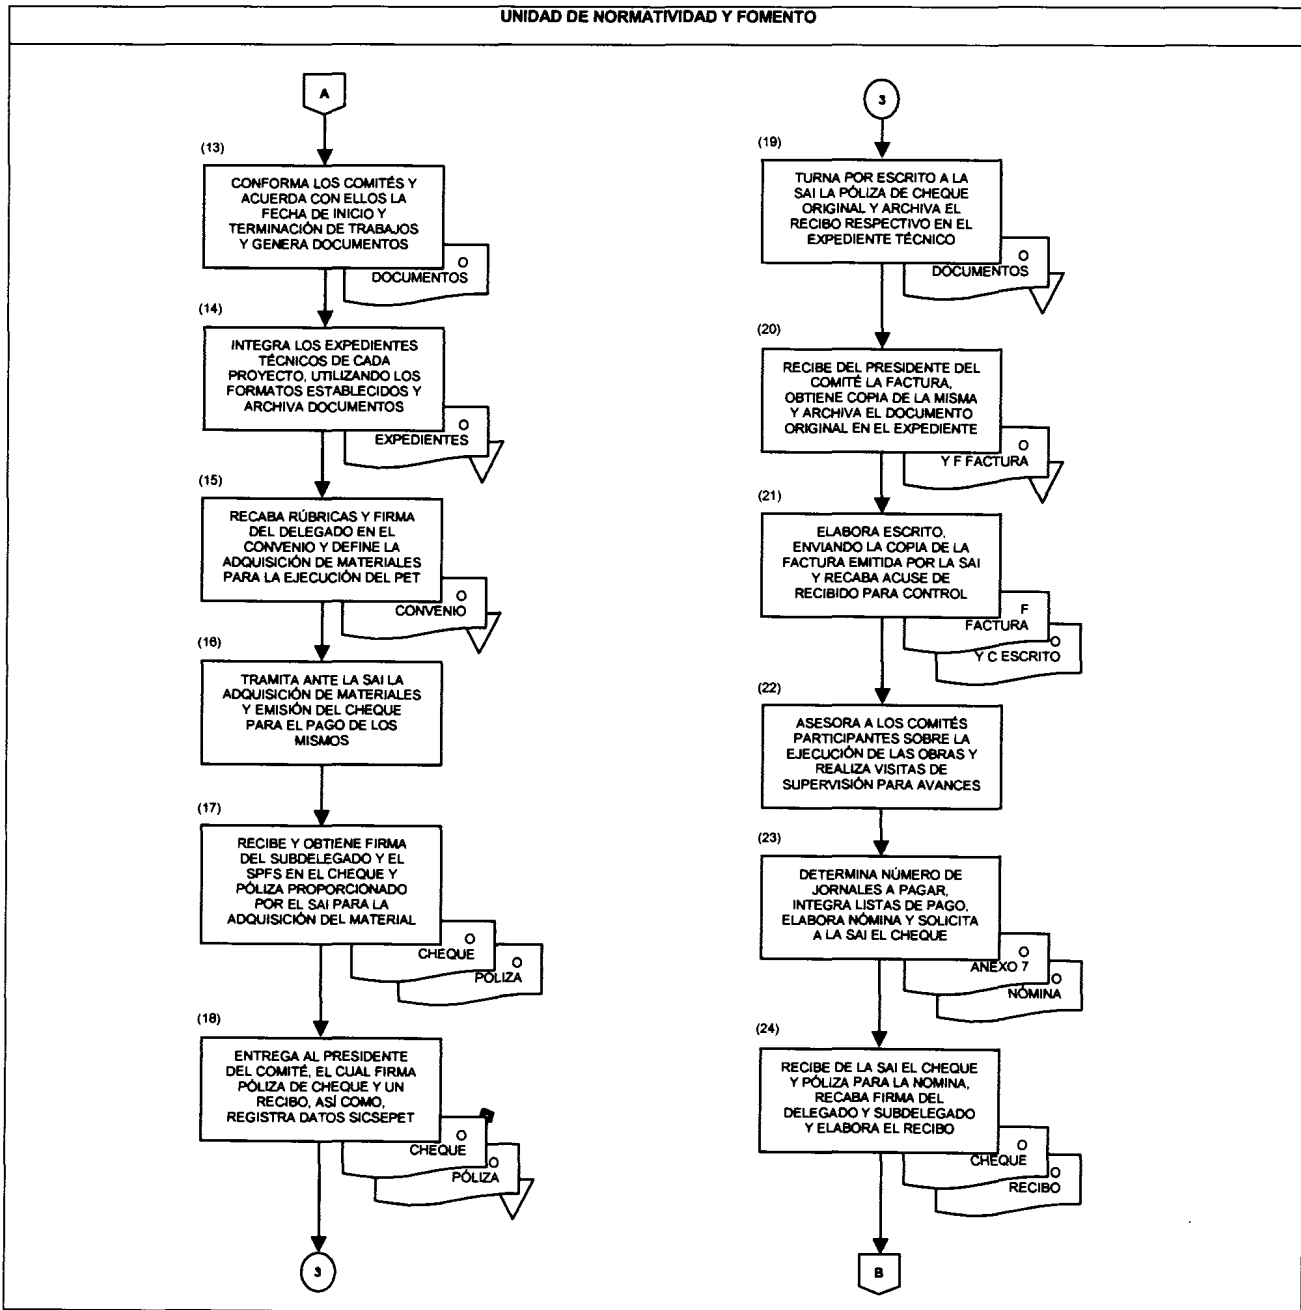 UNIDAD DE NORMATIVIDAD Y FOMENTO
A
(13)
CONFORMA LOS COMITÉS Y
ACUERDA CON ELLOS LA
FECHA DE INICIO Y
TERMINACIÓN DE TRABAJOS
Y GENERA DOCUMENTOS
O
DOCUMENTOS
(14)
INTEGRA LOS EXPEDIENTES
TÉCNICOS DE CADA
PROYECTO, UTILIZANDO LOS
FORMATOS ESTABLECIDOS Y
ARCHIVA DOCUMENTOS
O
EXPEDIENTES
(15)
RECABA RÚBRICAS Y FIRMA
DEL DELEGADO EN EL
CONVENIO Y DEFINE LA
ADQUISICIÓN DE MATERIALES
PARA LA EJECUCIÓN DEL PET
O
CONVENIO
(16)
TRAMITA ANTE LA SAI LA
ADQUISICIÓN DE MATERIALES
Y EMISIÓN DEL CHEQUE
PARA EL PAGO DE LOS
MISMOS
(17)
RECIBE Y OBTIENE FIRMA
DEL SUBDELEGADO Y EL
SPFS EN EL CHEQUE Y
PÓLIZA PROPORCIONADO
POR EL SAI PARA LA
ADQUISICIÓN DEL MATERIAL
O
CHEQUE
O
PÓLIZA
(18)
ENTREGA AL PRESIDENTE
DEL COMITÉ, EL CUAL FIRMA
PÓLIZA DE CHEQUE Y UN
RECIBO, ASÍ COMO,
REGISTRA DATOS SICSEPET
O
CHEQUE
O
PÓLIZA
3
3
(19)
TURNA POR ESCRITO A LA
SAI LA PÓLIZA DE CHEQUE
ORIGINAL Y ARCHIVA EL
RECIBO RESPECTIVO EN EL
EXPEDIENTE TÉCNICO
O
DOCUMENTOS
(20)
RECIBE DEL PRESIDENTE DEL
COMITÉ LA FACTURA,
OBTIENE COPIA DE LA MISMA
Y ARCHIVA EL DOCUMENTO
ORIGINAL EN EL EXPEDIENTE
O
Y F FACTURA
(21)
ELABORA ESCRITO,
ENVIANDO LA COPIA DE LA
FACTURA EMITIDA POR LA SAI
Y RECABA ACUSE DE
RECIBIDO PARA CONTROL
F
FACTURA
O
Y C ESCRITO
(22)
ASESORA A LOS COMITÉS
PARTICIPANTES SOBRE LA
EJECUCIÓN DE LAS OBRAS Y
REALIZA VISITAS DE
SUPERVISIÓN PARA AVANCES
(23)
DETERMINA NÚMERO DE
JORNALES A PAGAR,
INTEGRA LISTAS DE PAGO,
ELABORA NÓMINA Y SOLICITA
A LA SAI EL CHEQUE
O
ANEXO 7
O
NÓMINA
(24)
RECIBE DE LA SAI EL CHEQUE
Y PÓLIZA PARA LA NOMINA,
RECABA FIRMA DEL
DELEGADO Y SUBDELEGADO
Y ELABORA EL RECIBO
O
CHEQUE
O
RECIBO
B